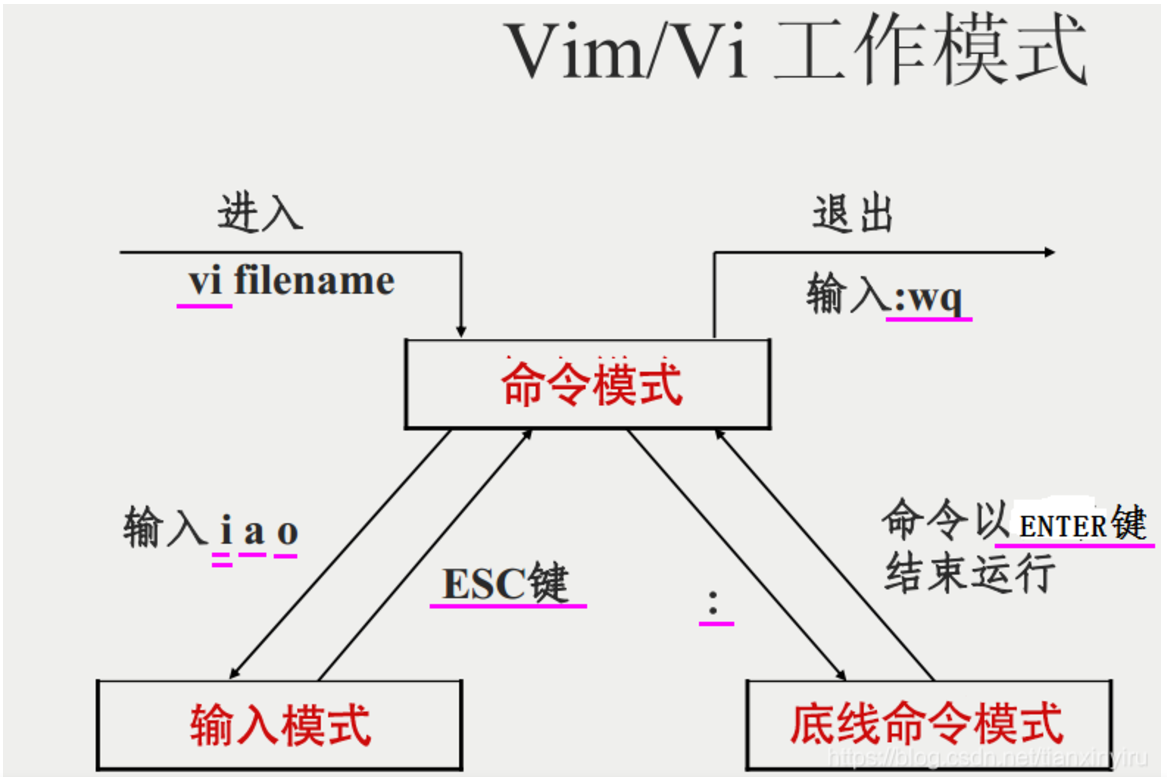 Vim/Vi 工作模式
进入
退出
vi filename
输入:wq
命令模式
输入 i a o
命令以 ENTER键
结束运行
ESC键
:
输入模式
底线命令模式
https://blog.csdn.net/tianxinyiru